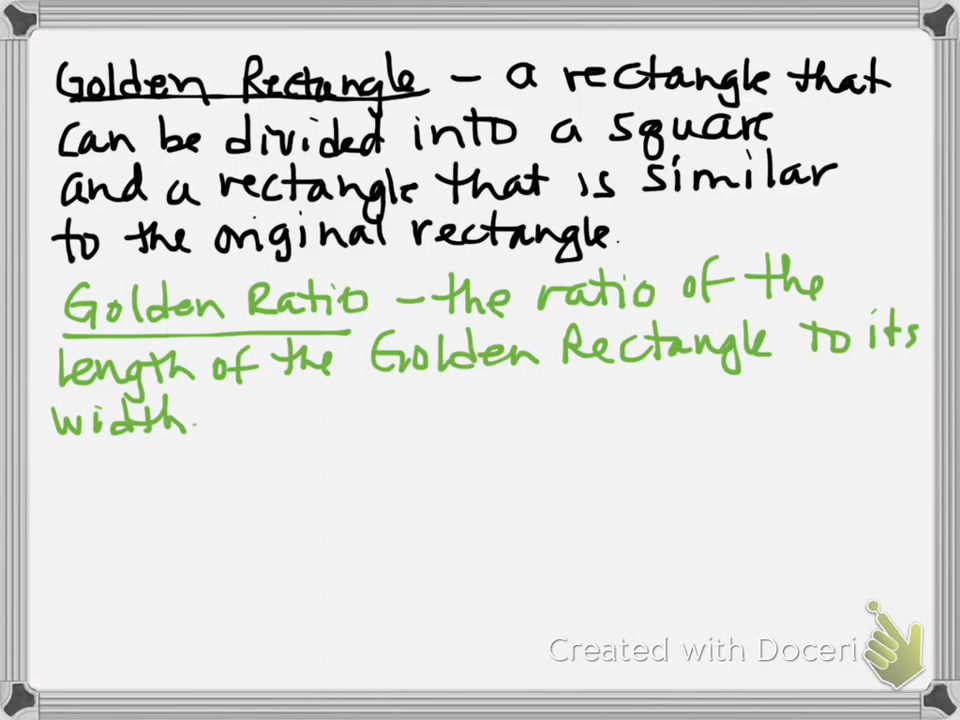 Golden Rectangle - a rectangle that
can be divided into a square
and a rectangle that is similar
to the original rectangle.
Golden Ratio - the ratio of the
length of the Golden Rectangle to its
width.
Created with Doceri